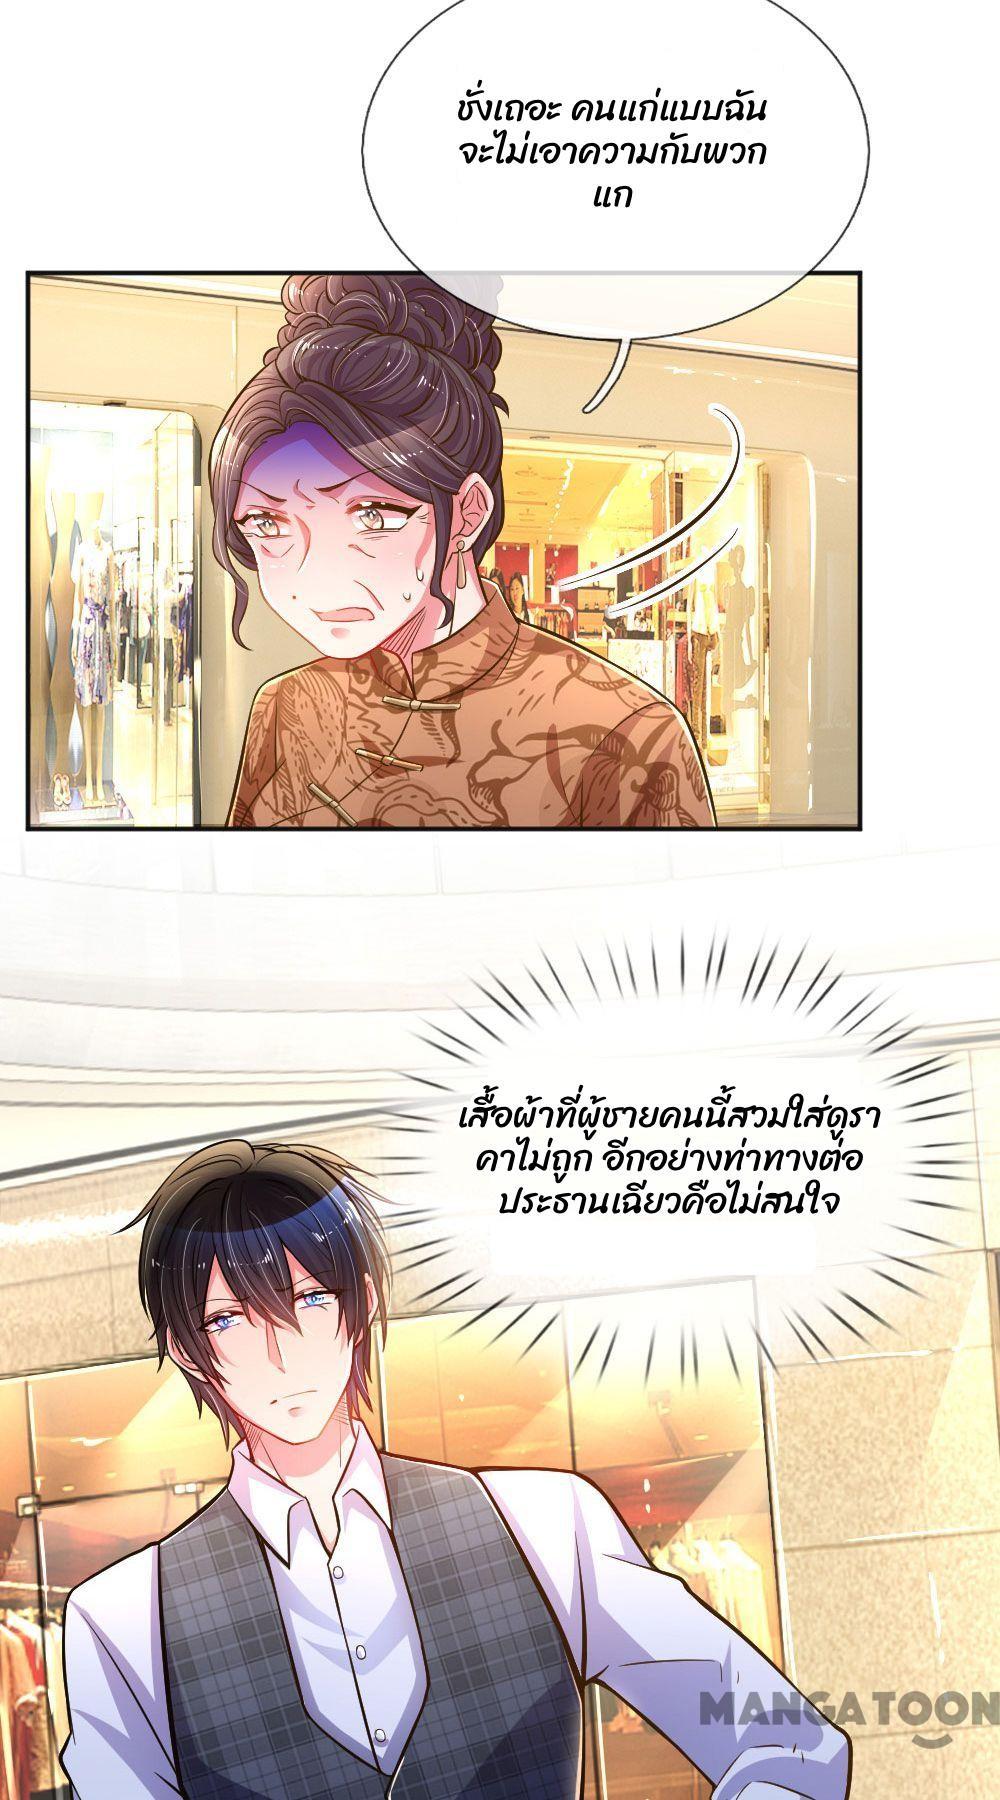 ชั่งเถอะ คนแก่แบบฉัน
จะไม่เอาความกับพวก
แก
เสื้อผ้าที่ผู้ชายคนนี้สวมใส่ดูรา
คาไม่ถูก อีกอย่างท่าทางต่อ
ประธานเฉียวคือไม่สนใจ
MANGATOON